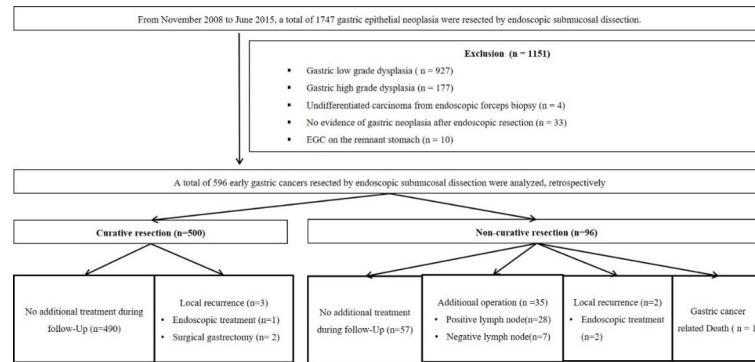 From November 2008 to June 2015, a total of 1747 gastric epithelial neoplasia were resected by endoscopic submucosal dissection.
Exclusion (n = 1151)
▪ Gastric low grade dysplasia ( n = 927)
▪ Gastric high grade dysplasia (n = 177)
▪ Undifferentiated carcinoma from endoscopic forceps biopsy (n = 4)
▪ No evidence of gastric neoplasia after endoscopic resection (n = 33)
▪ EGC on the remnant stomach (n = 10)
A total of 596 early gastric cancers resected by endoscopic submucosal dissection were analyzed, retrospectively
Curative resection (n=500)
Non-curative resection (n=96)
No additional treatment during
follow-Up (n=490)
Local recurrence (n=3)
• Endoscopic treatment (n=1)
• Surgical gastrectomy (n= 2)
No additional treatment
during follow-Up (n=57)
Additional operation (n=35)
• Positive lymph node(n=28)
• Negative lymph node(n=7)
Local recurrence (n=2)
• Endoscopic treatment
(n=2)
Gastric cancer
related Death ( n = 1